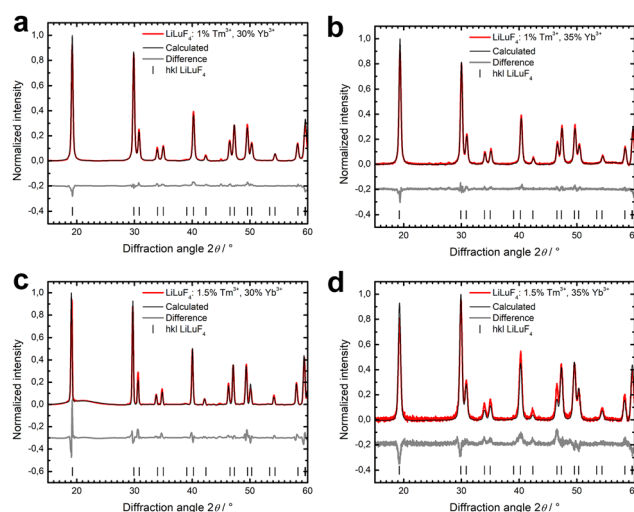 a
LiLuF₄: 1% Tm³⁺, 30% Yb³⁺
Calculated
Difference
hkl LiLuF₄
Normalized intensity
1,0
0,8
0,6
0,4
0,2
0,0
-0,2
-0,4
20
30
40
50
60
Diffraction angle 2θ / °
b
LiLuF₄: 1% Tm³⁺, 35% Yb³⁺
Calculated
Difference
hkl LiLuF₄
Normalized intensity
1,0
0,8
0,6
0,4
0,2
0,0
-0,2
-0,4
20
30
40
50
60
Diffraction angle 2θ / °
c
LiLuF₄: 1.5% Tm³⁺, 30% Yb³⁺
Calculated
Difference
hkl LiLuF₄
Normalized intensity
1,0
0,8
0,6
0,4
0,2
0,0
-0,2
-0,4
-0,6
20
30
40
50
60
Diffraction angle 2θ / °
d
LiLuF₄: 1.5% Tm³⁺, 35% Yb³⁺
Calculated
Difference
hkl LiLuF₄
Normalized intensity
1,0
0,8
0,6
0,4
0,2
0,0
-0,2
-0,4
20
30
40
50
60
Diffraction angle 2θ / °